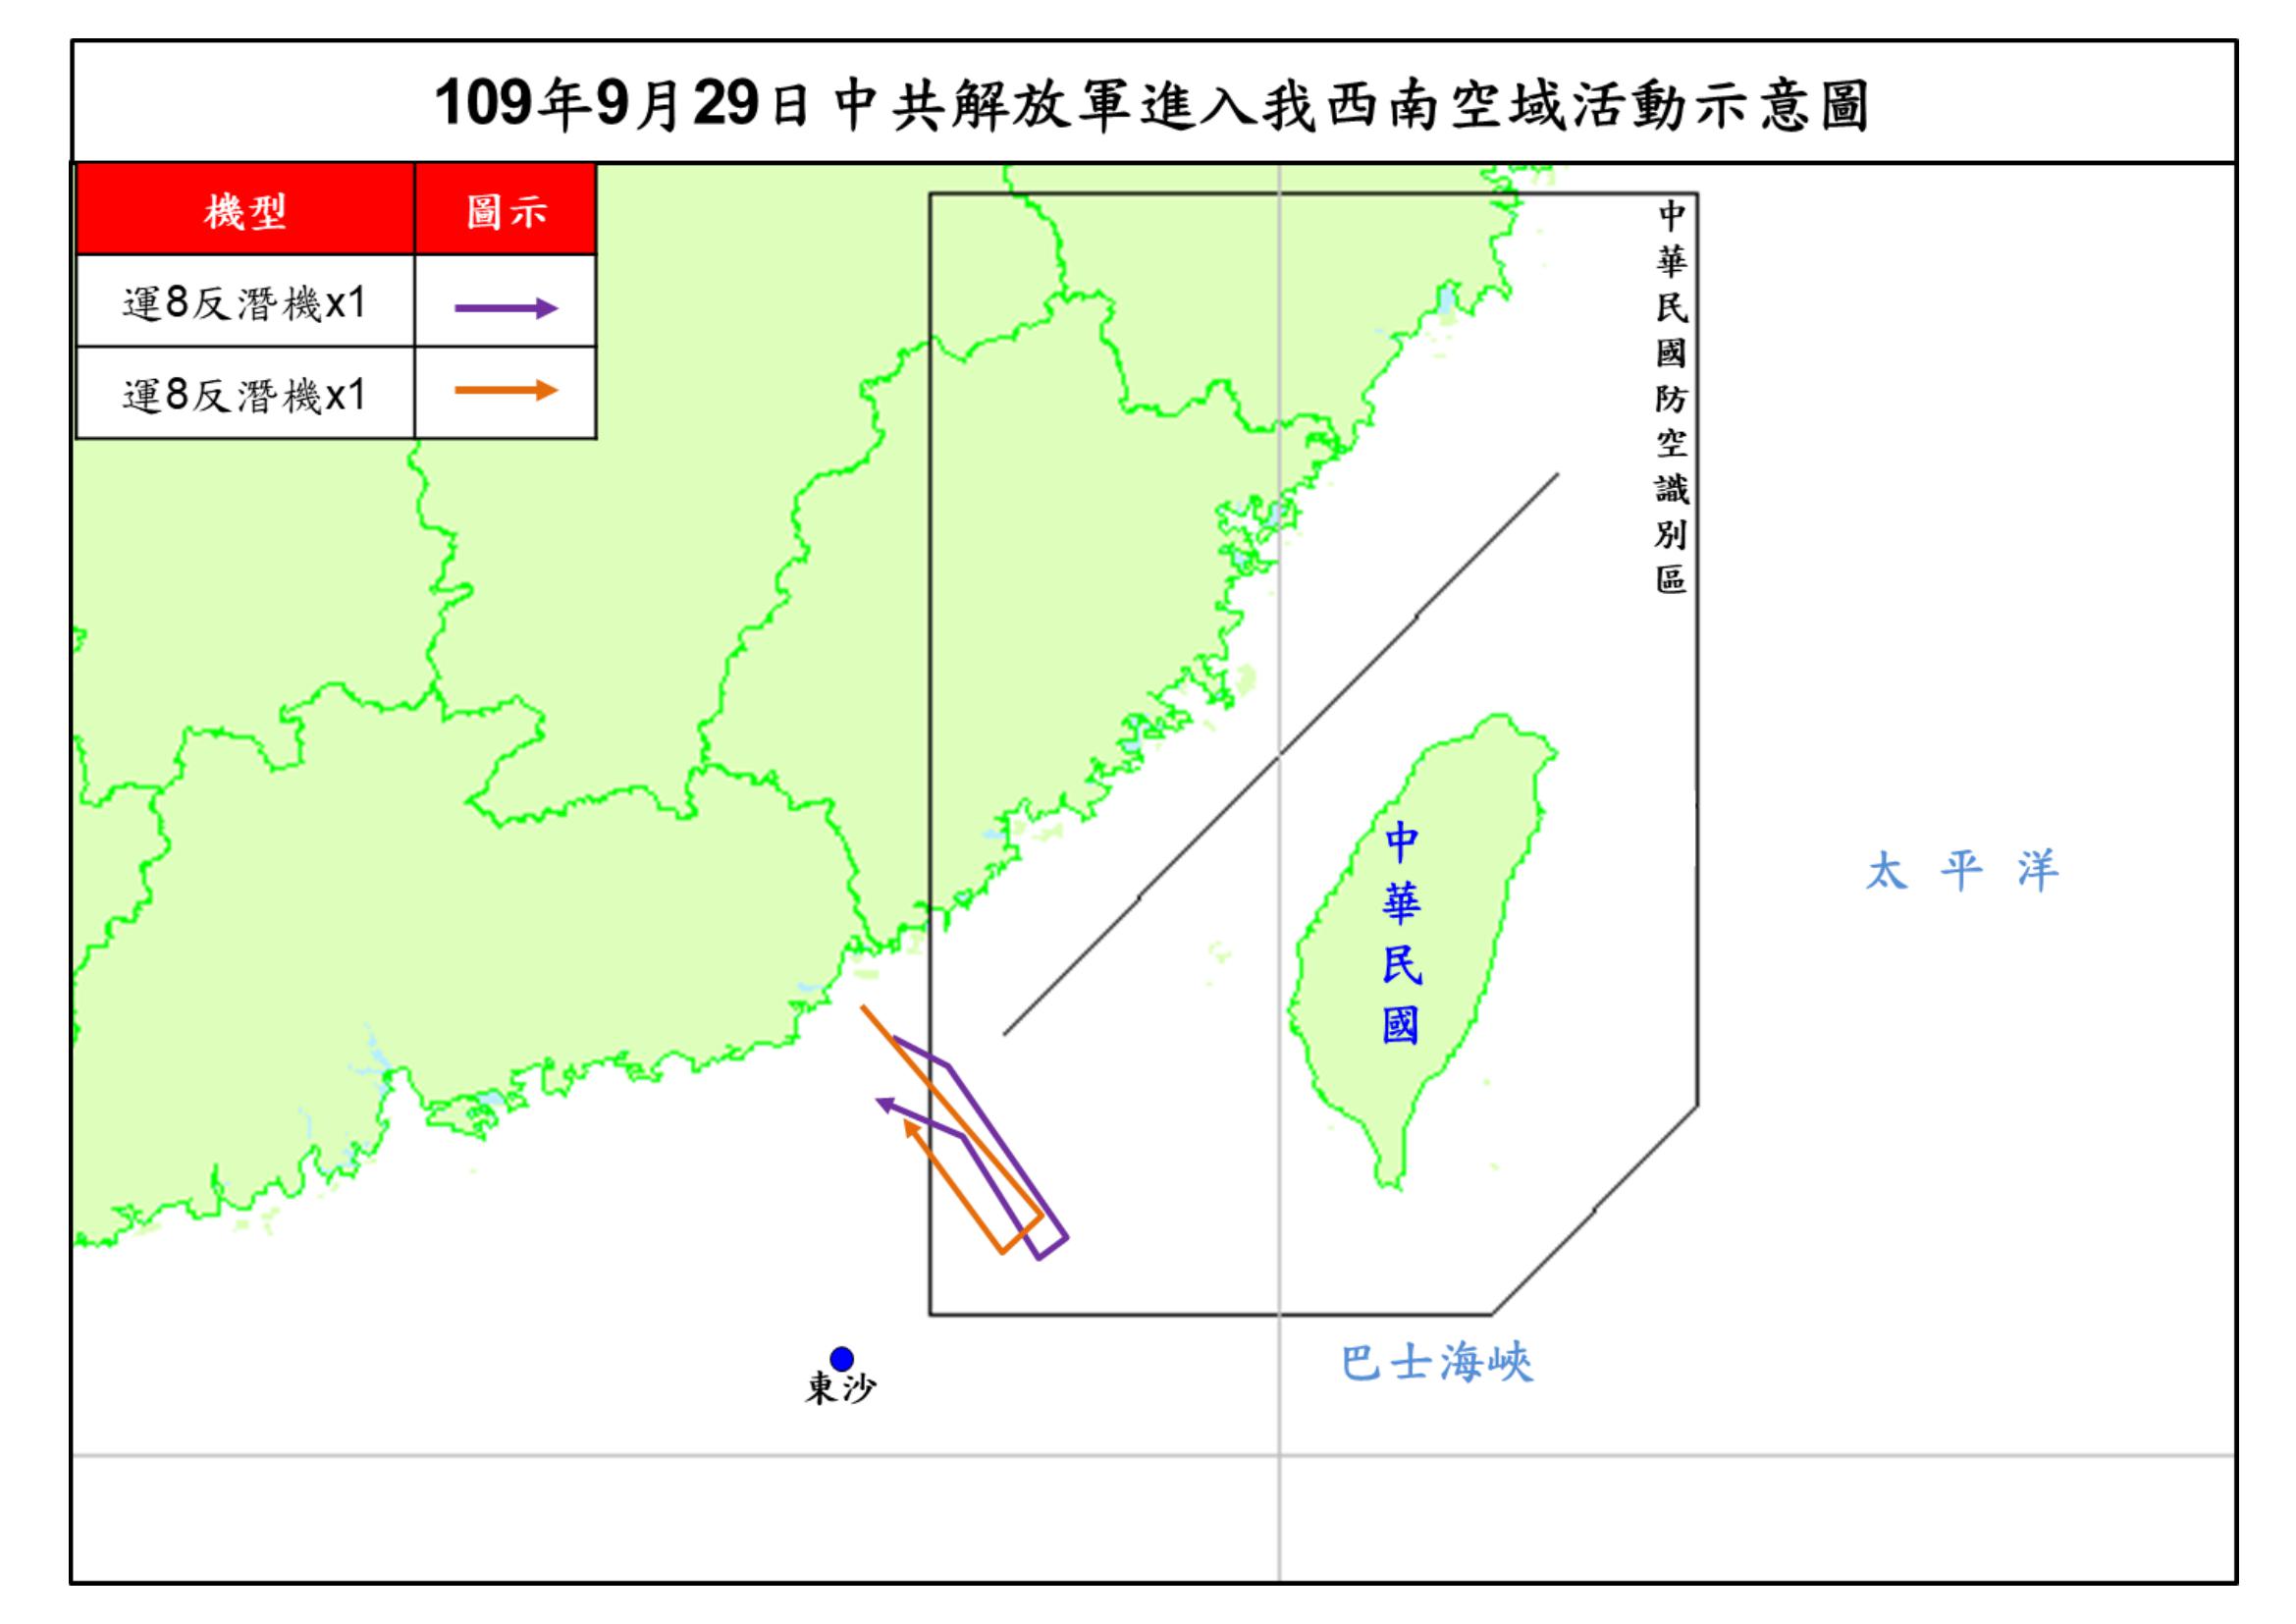 109年9月29日中共解放軍進入我西南空域活動示意圖
機型 圖示
運8反潛機x1
運8反潛機x1
中華民國防空識別區
中華民國
太平洋
巴士海峽
東沙